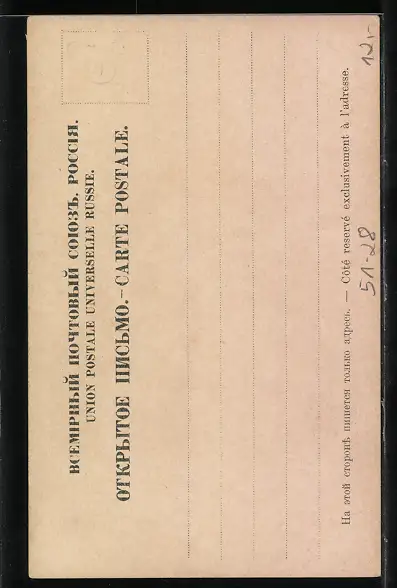 ВСЕМІРНЫЙ ПОЧТОВЫЙ СОЮЗЪ. РОССІЯ.
UNION POSTALE UNIVERSELLE RUSSIE.
ОТКРЫТОЕ ПИСЬМО.—CARTE POSTALE.
На этой сторонѣ пишется только адресъ. — Côté reservé exclusivement à l'adresse.
51-28
12,-